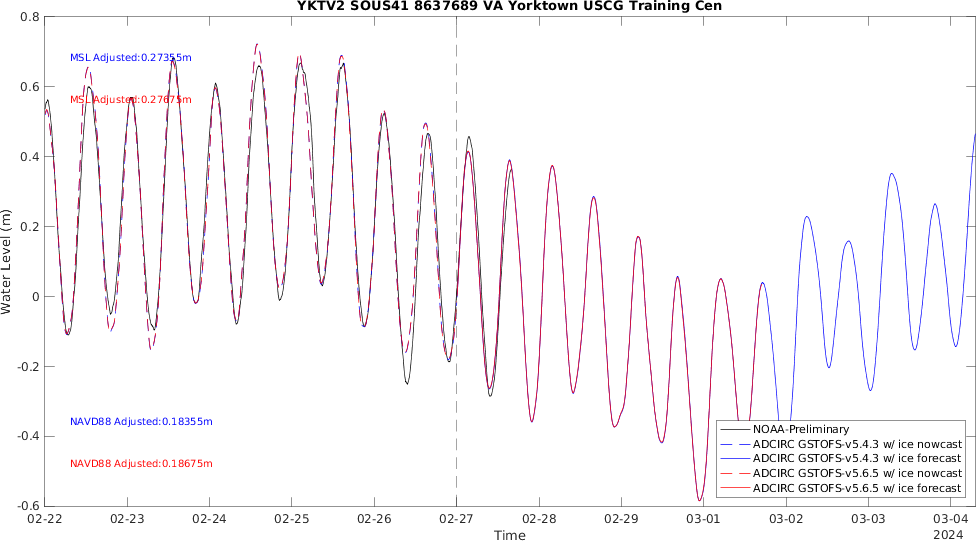 YKTV2 SOUS41 8637689 VA Yorktown USCG Training Cen
0.8
0.6
0.4
0.2
0
-0.2
-0.4
-0.6
Water Level (m)
MSL Adjusted:0.27355m
MSL Adjusted:0.27675m
NAVD88 Adjusted:0.18355m
NAVD88 Adjusted:0.18675m
NOAA-Preliminary
ADCIRC GSTOFS-v5.4.3 w/ ice nowcast
ADCIRC GSTOFS-v5.4.3 w/ ice forecast
ADCIRC GSTOFS-v5.6.5 w/ ice nowcast
ADCIRC GSTOFS-v5.6.5 w/ ice forecast
02-22 02-23 02-24 02-25 02-26 02-27 02-28 02-29 03-01 03-02 03-03 03-04
Time
2024